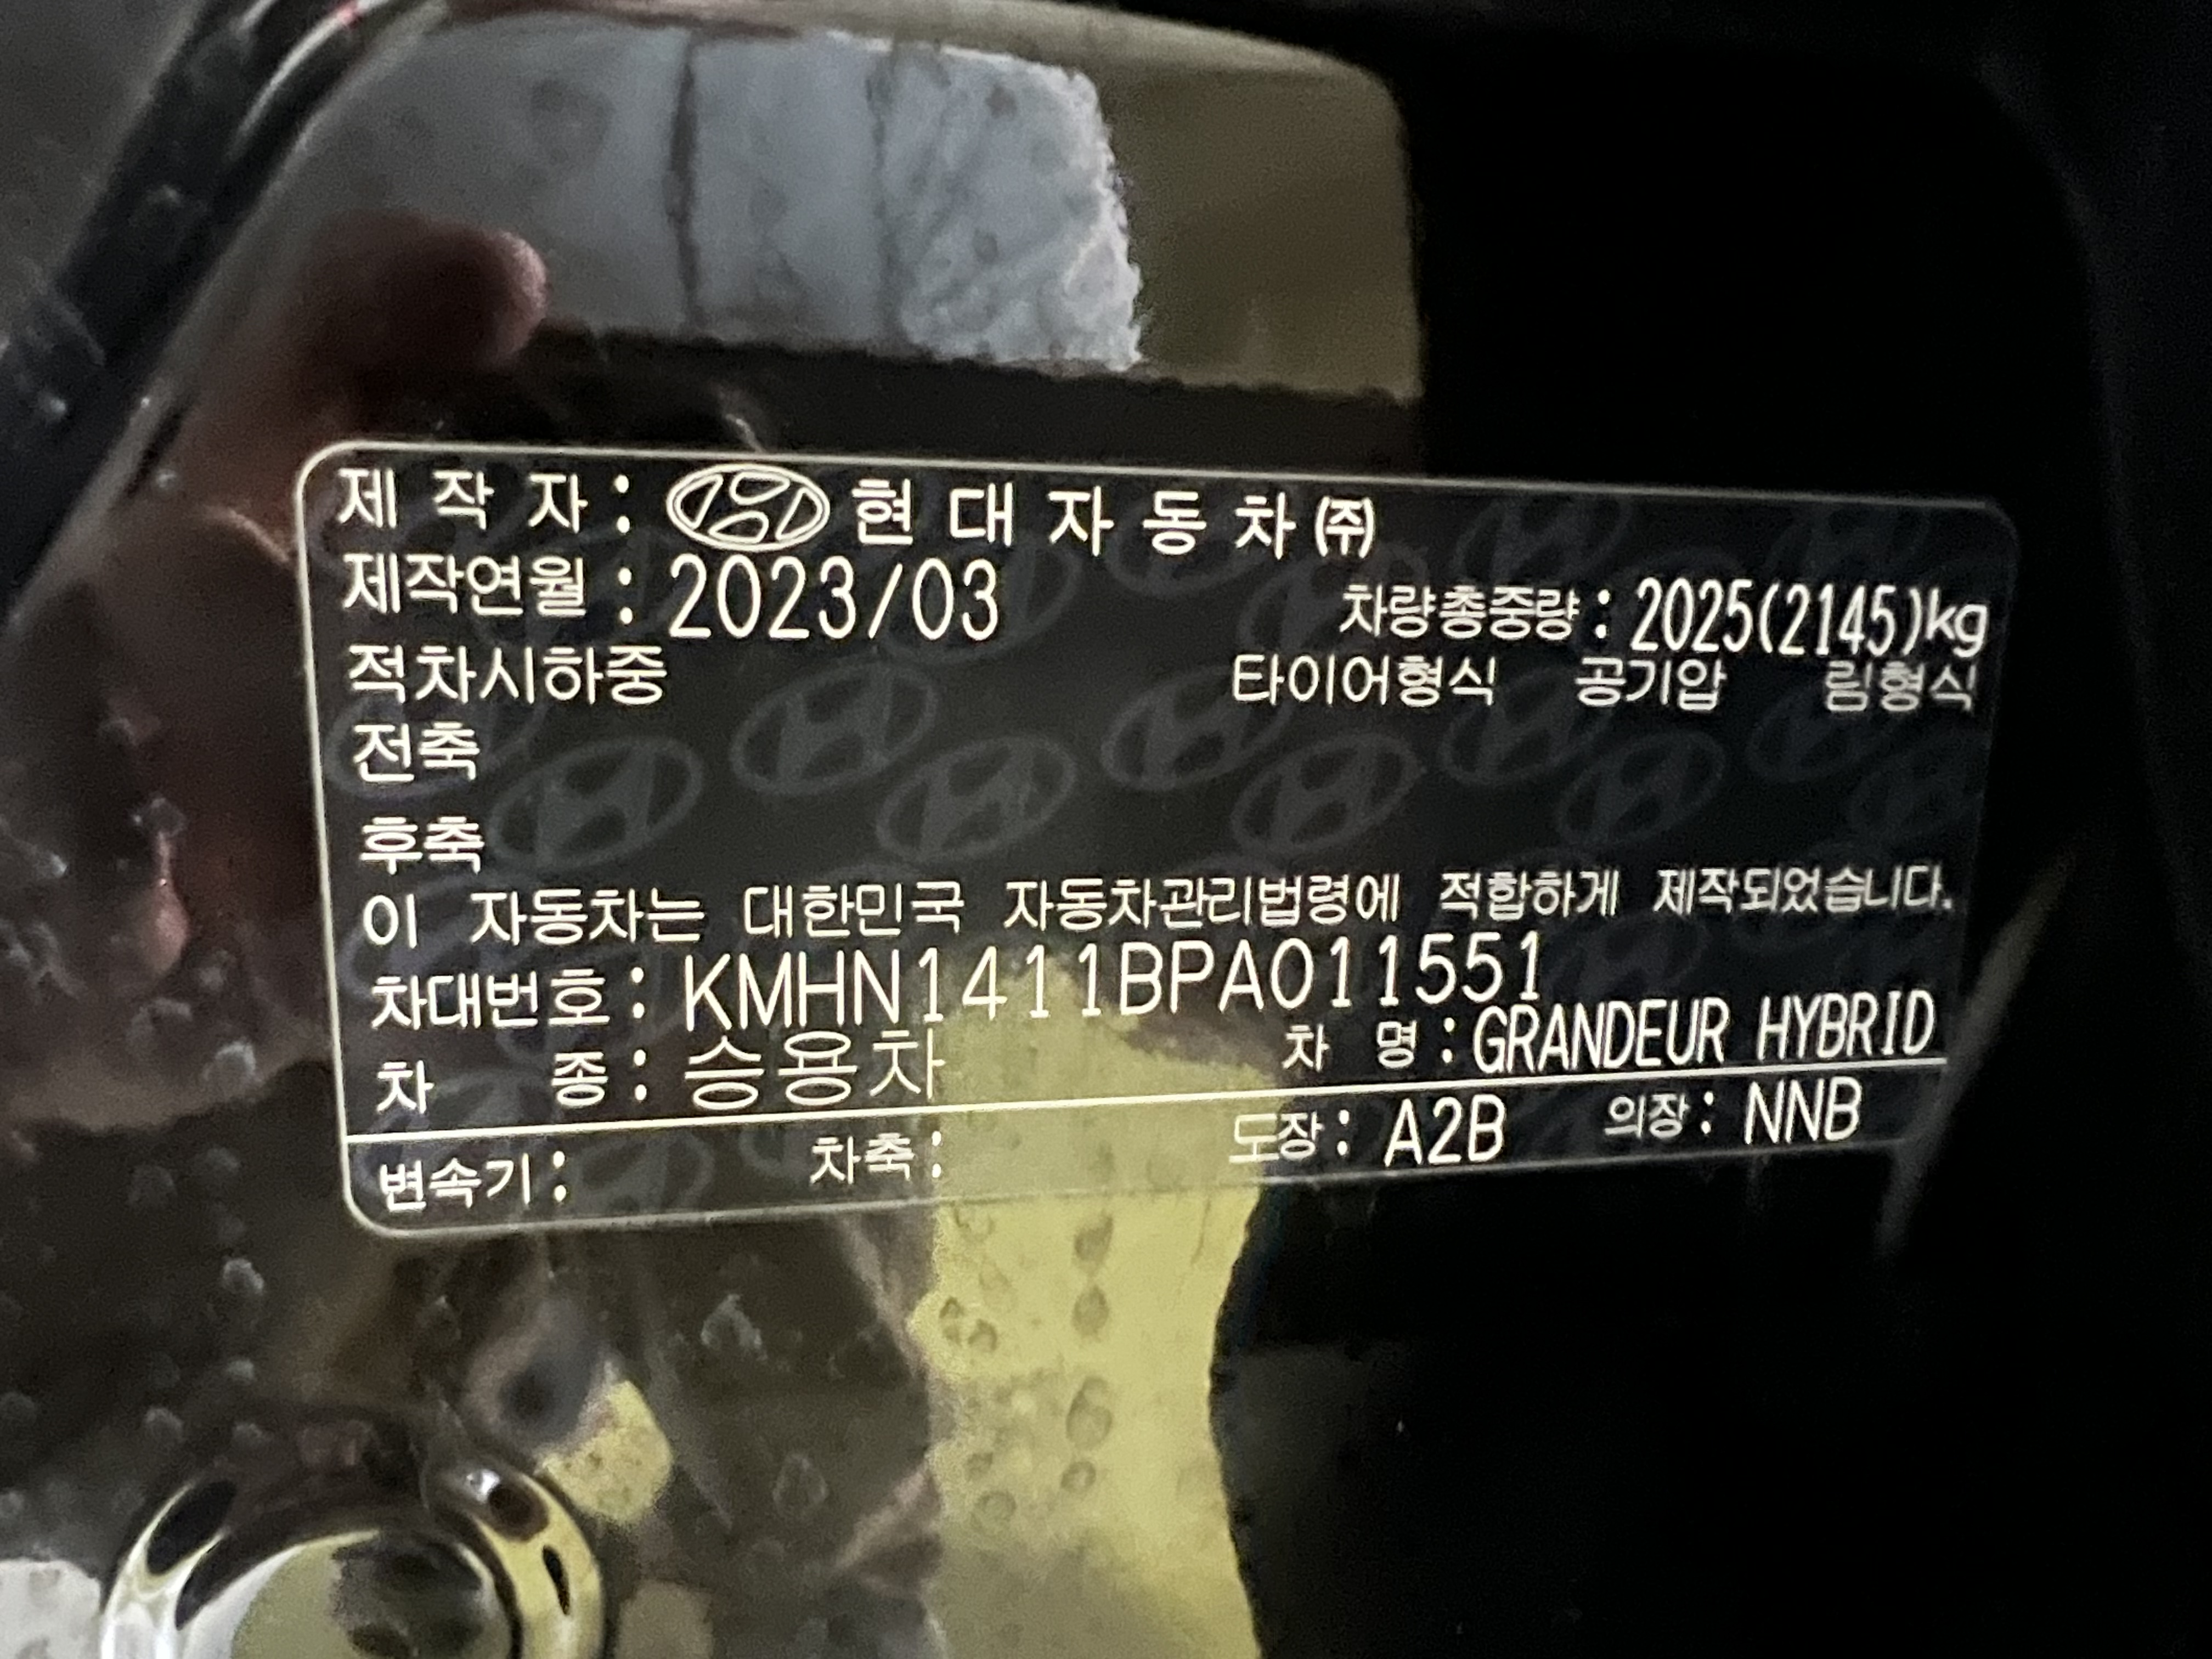 제 작 자 : 현 대 자 동 차 ㈜
제작연월 : 2023/03 차량총중량 : 2025(2145)kg
적차시하중 타이어형식 공기압 림형식
전축
후축
이 자동차는 대한민국 자동차관리법령에 적합하게 제작되었습니다.
차대번호 : KMHN1411BPA011551
차 종 : 승용차 차 명 : GRANDEUR HYBRID
변속기 : 차축 : 도장 : A2B 의장 : NNB